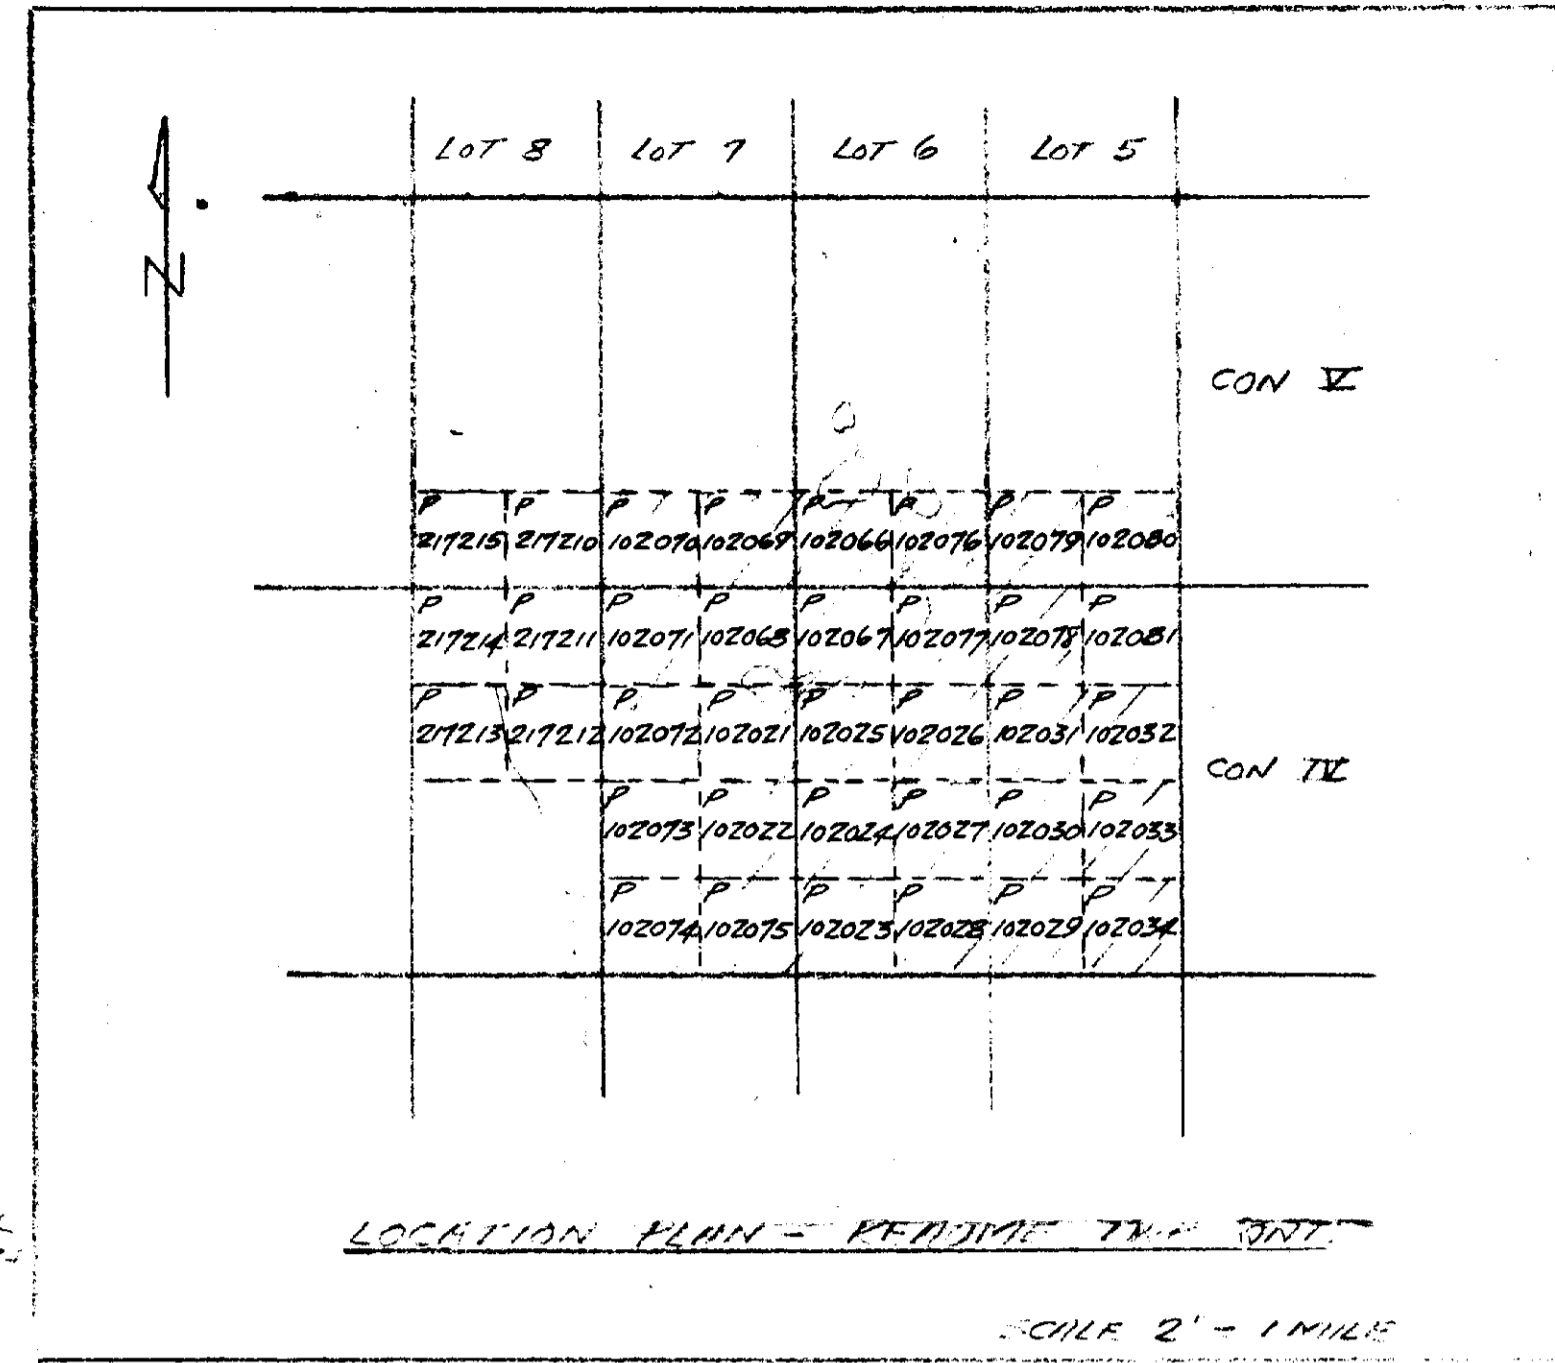 LOT 8 LOT 7 LOT 6 LOT 5
N
CON V
P P P P P P P P
217215 217210 102070 102069 102066 102076 102079 102080
P P P P P P P P
217214 217211 102071 102068 102067 102077 102078 102081
P P P P P P P P
217213 217212 102072 102021 102025 102026 102031 102032
CON IV
P P P P P P
102073 102022 102024 102027 102030 102033
P P P P P P
102074 102075 102023 102028 102029 102034
LOCATION PLAN - TWP ONT.
SCALE 2" - 1 MILE